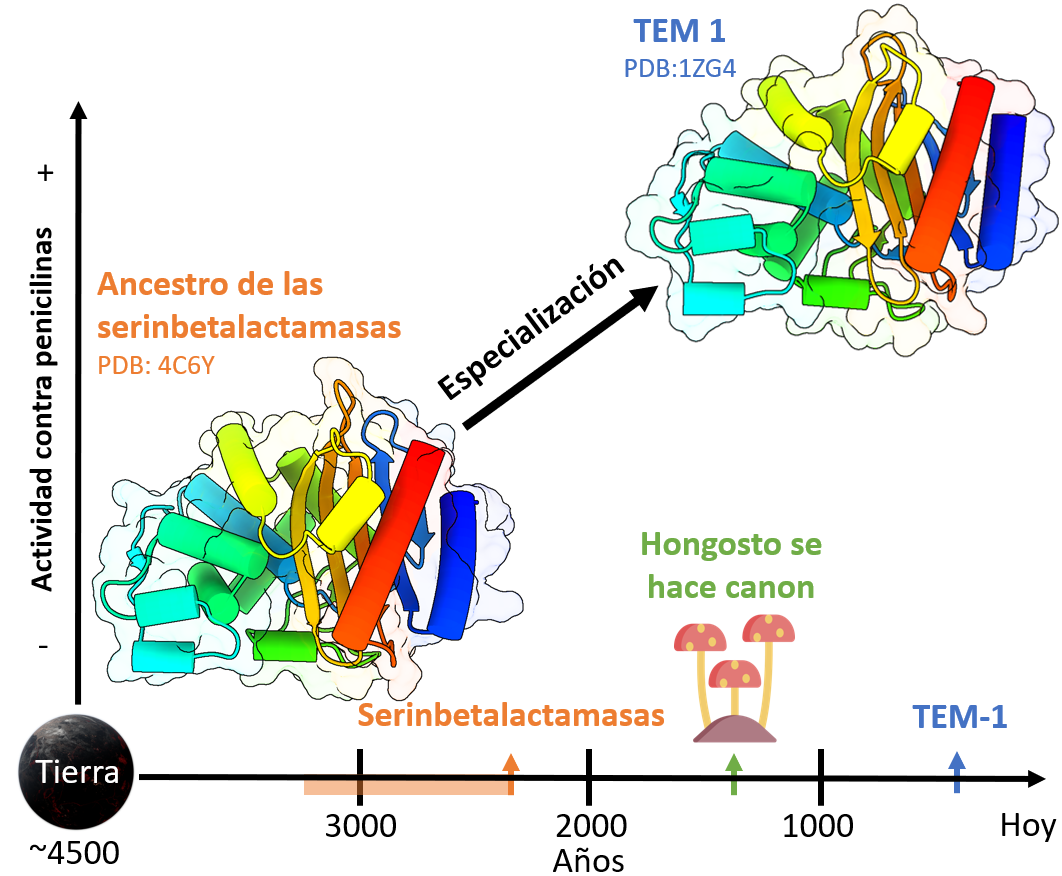 TEM 1
PDB:1ZG4
+
Actividad contra penicilinas
-
Ancestro de las
serinbetalactamasas
PDB: 4C6Y
Especialización
Hongosto se
hace canon
Serinbetalactamasas
TEM-1
Tierra
~4500
3000
2000
1000
Hoy
Años